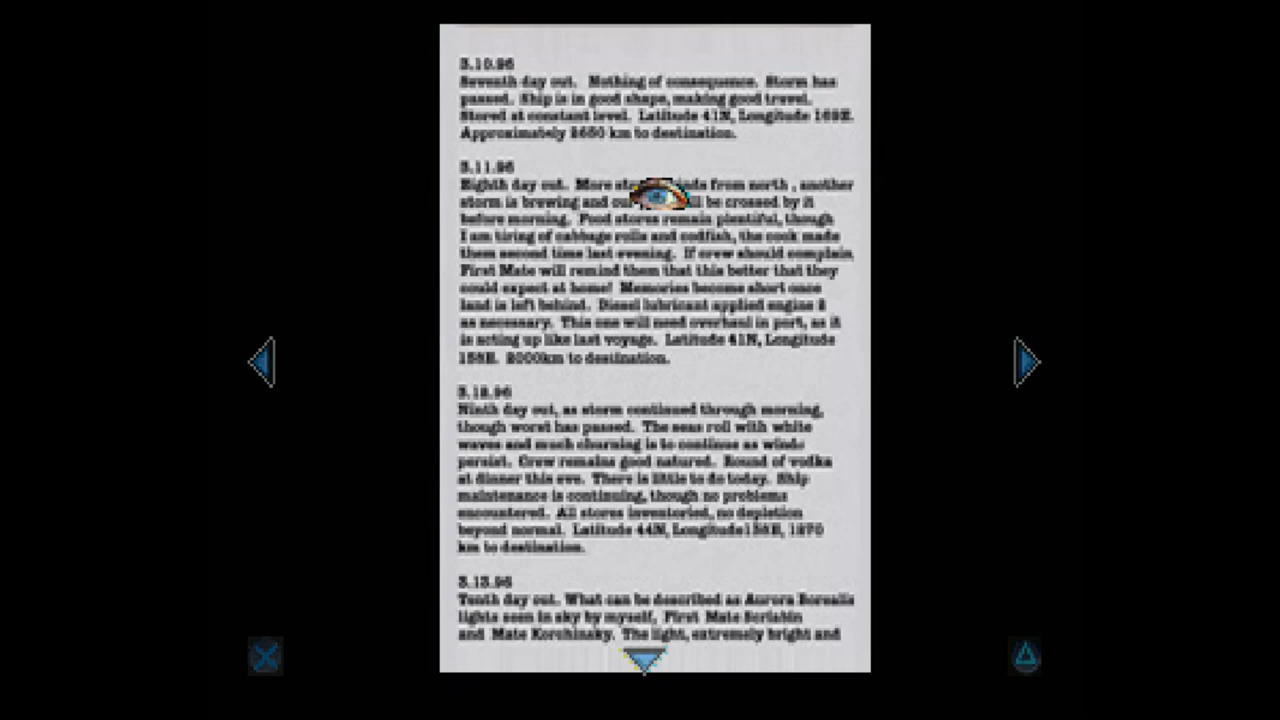 3.10.96
Seventh day out. Nothing of consequence. Storm has
passed. Ship is in good shape, making good travel.
Stored at constant level. Latitude 41N, Longitude 169E.
Approximately 2650 km to destination.
3.11.96
Eighth day out. More from north , another
storm is brewing and be crossed by it
before morning. Food stores remain plentiful, though
I am tiring of cabbage rolls and codfish, the cook made
them second time last evening. If crew should complain,
First Mate will remind them that this better that they
could expect at home! Memories become short once
land is left behind. Diesel lubricant applied engine 2
as necessary. This one will need overhaul in port, as it
is acting up like last voyage. Latitude 41N, Longitude
158E. 2000km to destination.
3.12.96
Ninth day out, as storm continued through morning,
though worst has passed. The seas roll with white
waves and much churning is to continue as winds
persist. Crew remains good natured. Round of vodka
at dinner this eve. There is little to do today. Ship
maintenance is continuing, though no problems
encountered. All stores inventoried, no depletion
beyond normal. Latitude 44N, 1270
km to destination.
3.13.96
Tenth day out. What can be described as Aurora Borealis
lights seen in sky by myself, First Mate Scriabin
and Mate Korchinsky. The light, extremely bright and